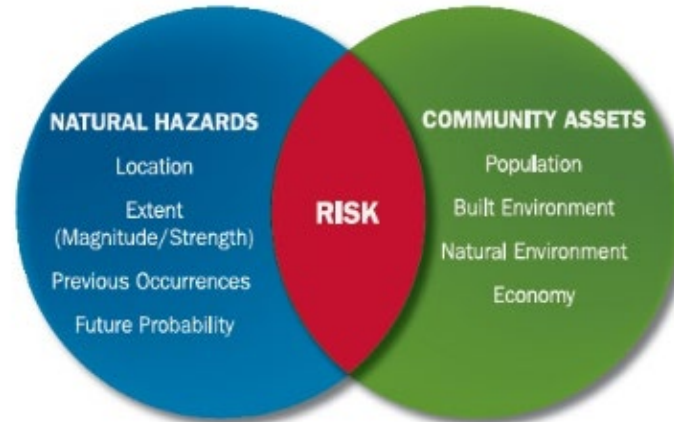 NATURAL HAZARDS
Location
Extent
(Magnitude/Strength)
Previous Occurrences
Future Probability
RISK
COMMUNITY ASSETS
Population
Built Environment
Natural Environment
Economy